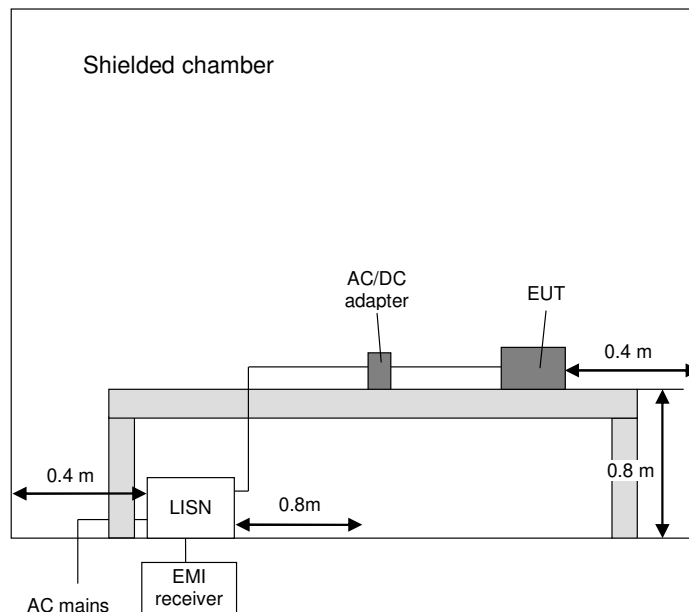 Shielded chamber
AC/DC
adapter
EUT
0.4 m
0.4 m
0.8 m
LISN
0.8m
EMI
receiver
AC mains